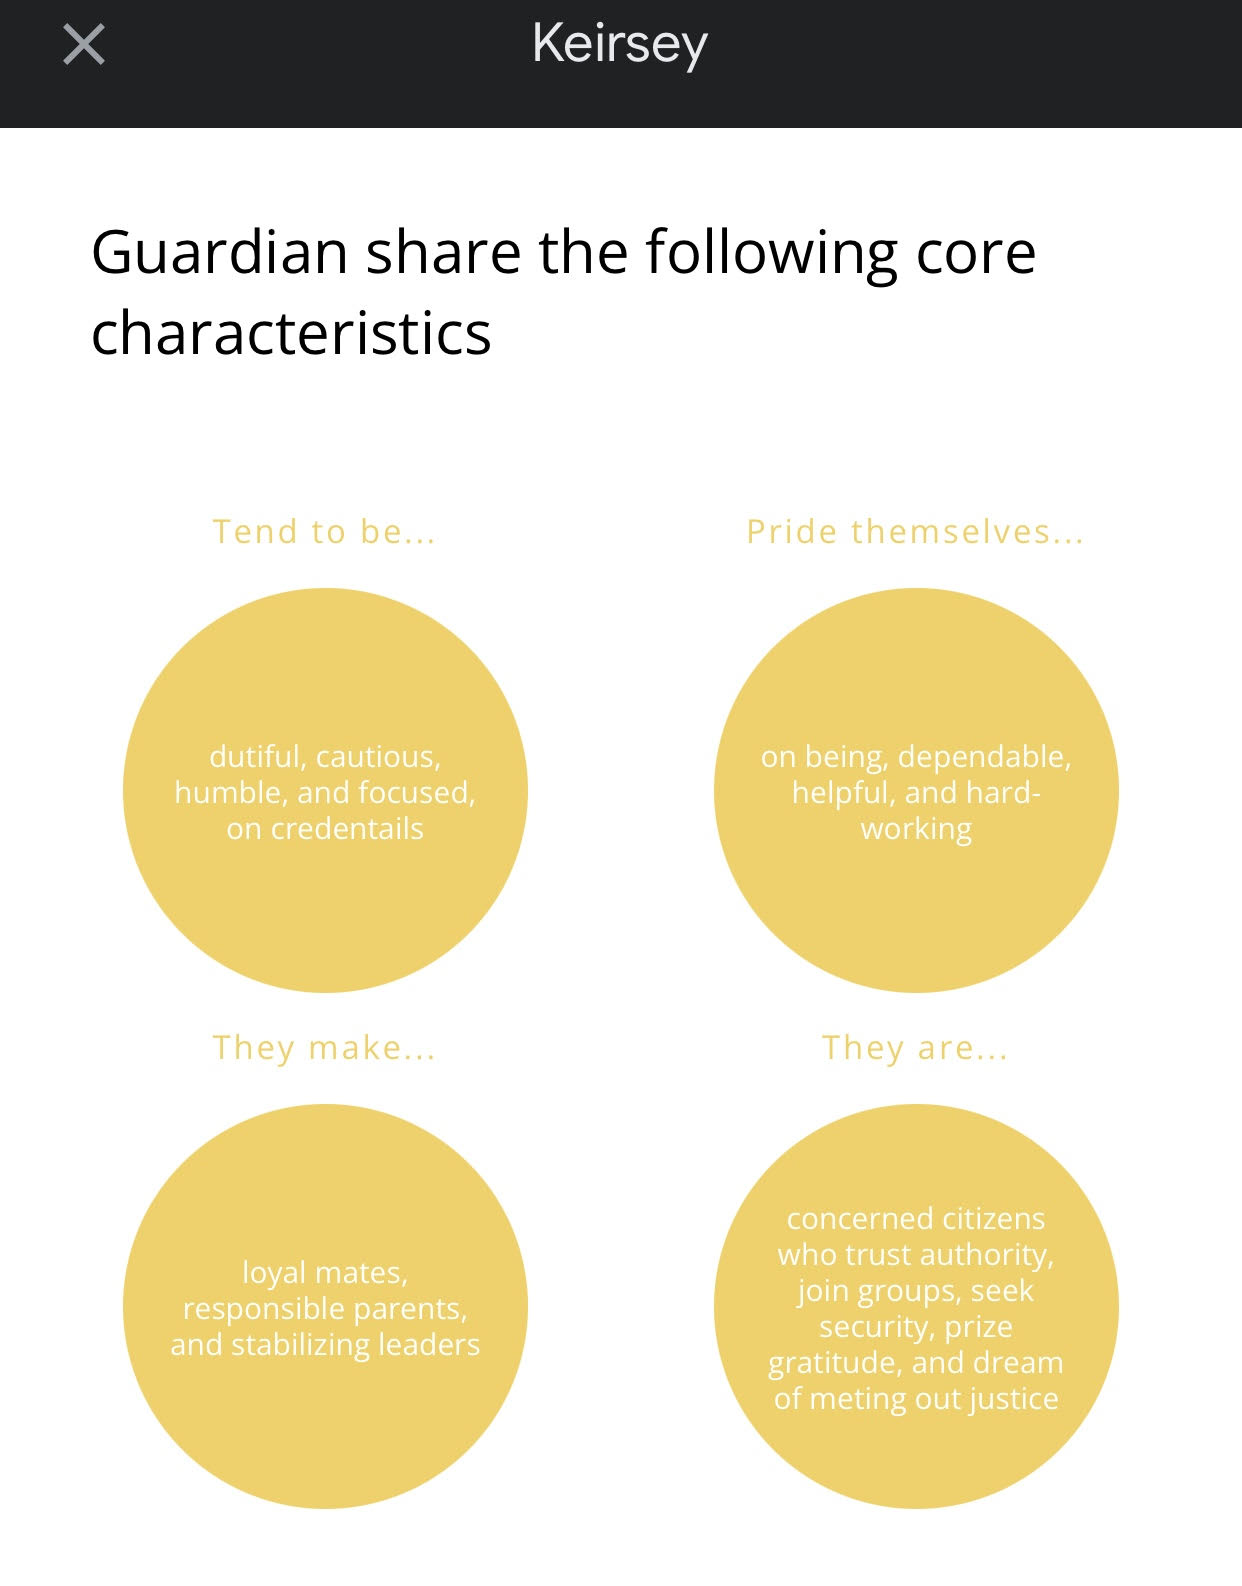 Keirsey
Guardian share the following core
characteristics
Tend to be...
dutiful, cautious,
humble, and focused,
on credentails
Pride themselves...
on being, dependable,
helpful, and hard-
working
They make...
loyal mates,
responsible parents,
and stabilizing leaders
They are...
concerned citizens
who trust authority,
join groups, seek
security, prize
gratitude, and dream
of meting out justice